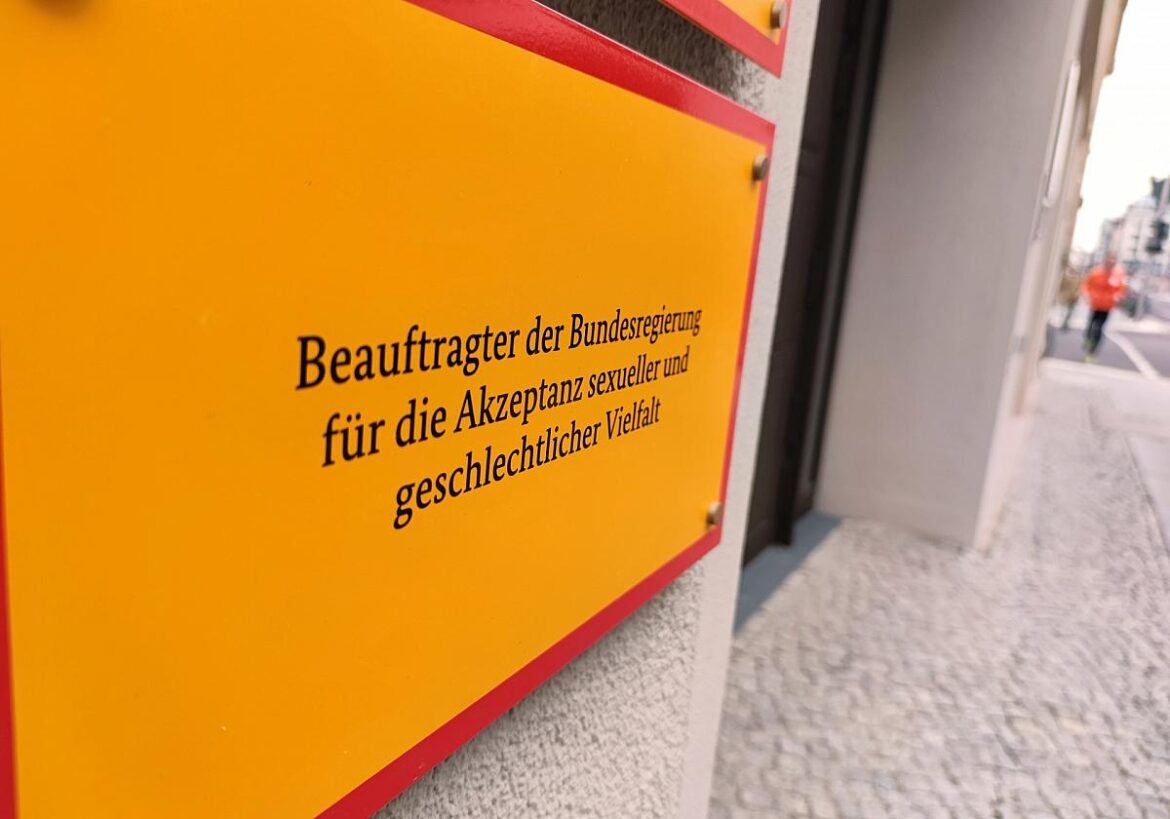 Beauftragter der Bundesregierung
für die Akzeptanz sexueller und
geschlechtlicher Vielfalt